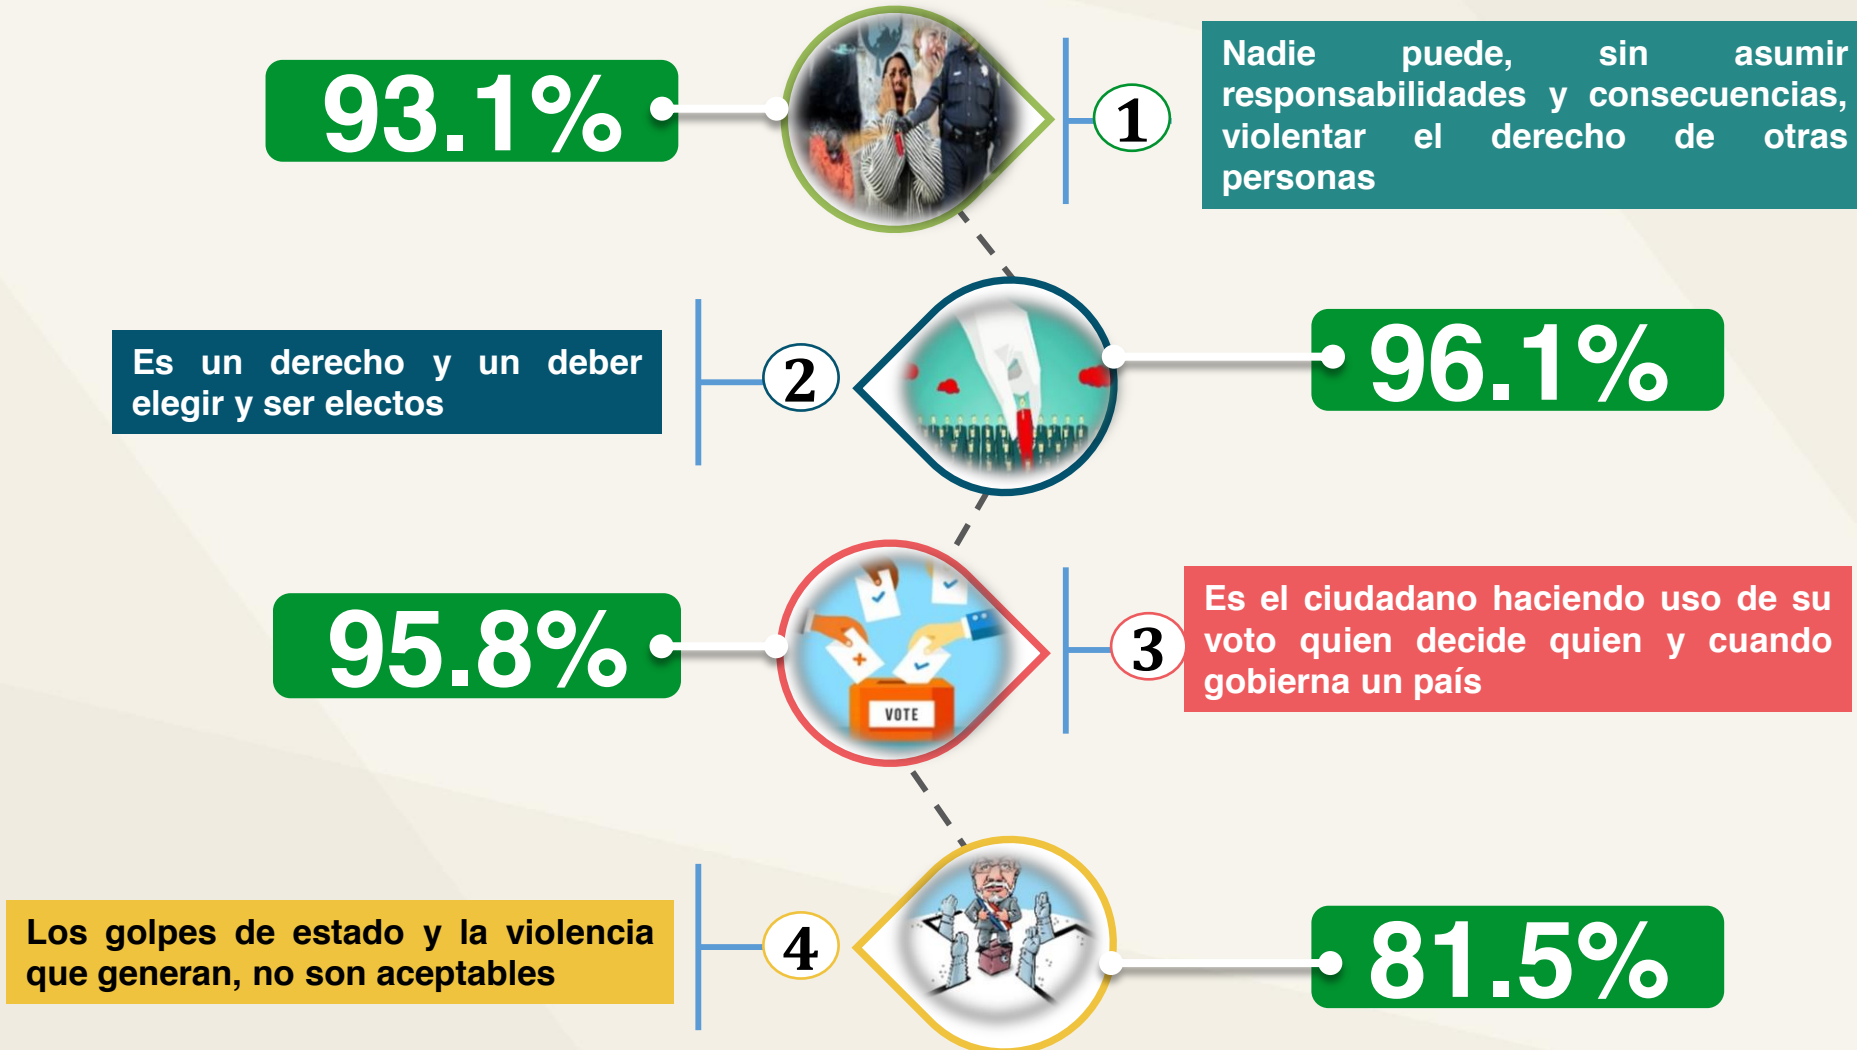 93.1%
1
Nadie puede, sin asumir
responsabilidades y consecuencias,
violentar el derecho de otras
personas
Es un derecho y un deber
elegir y ser electos
2
96.1%
95.8%
VOTE
3
Es el ciudadano haciendo uso de su
voto quien decide quien y cuando
gobierna un país
Los golpes de estado y la violencia
que generan, no son aceptables
4
81.5%